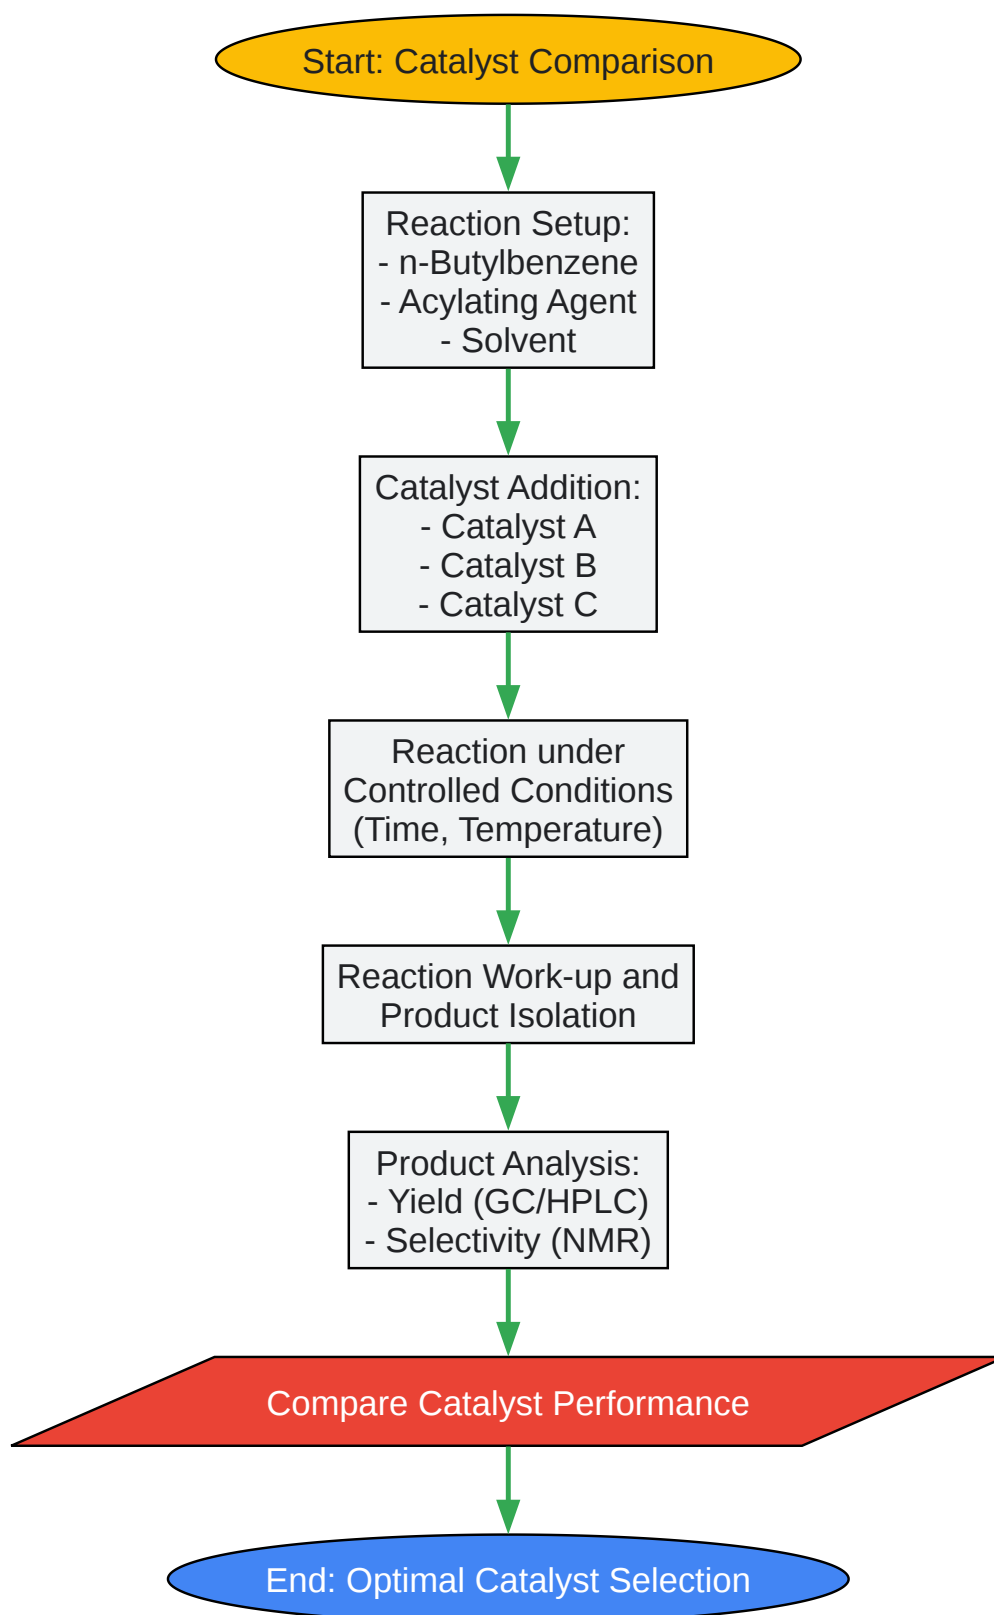 Start: Catalyst Comparison
Reaction Setup:
- n-Butylbenzene
- Acylating Agent
- Solvent
Catalyst Addition:
- Catalyst A
- Catalyst B
- Catalyst C
Reaction under
Controlled Conditions
(Time, Temperature)
Reaction Work-up and
Product Isolation
Product Analysis:
- Yield (GC/HPLC)
- Selectivity (NMR)
Compare Catalyst Performance
End: Optimal Catalyst Selection